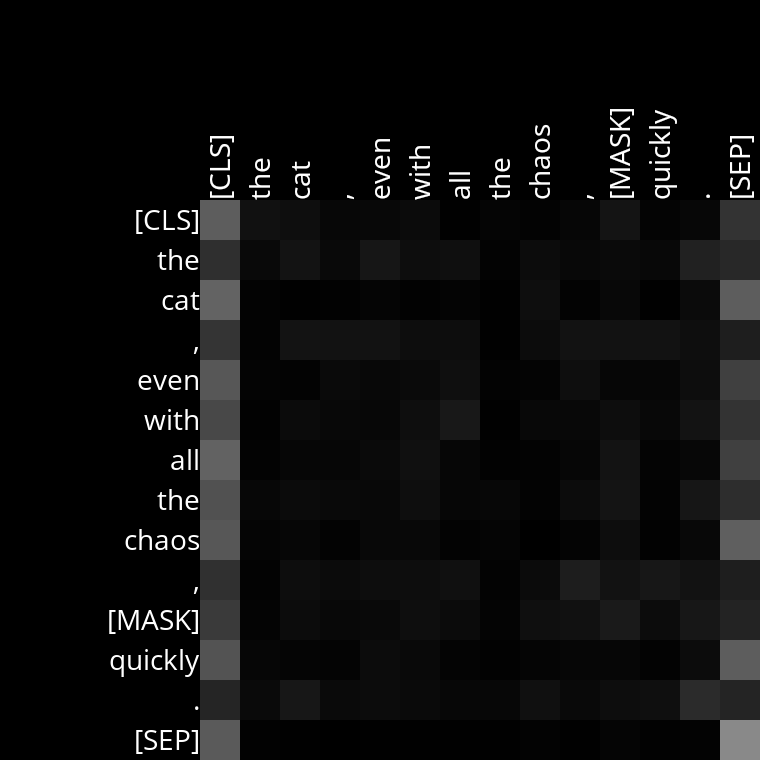 [CLS] the cat , even with all the chaos , [MASK] quickly . [SEP]
[CLS]
the
cat
,
even
with
all
the
chaos
,
[MASK]
quickly
.
[SEP]